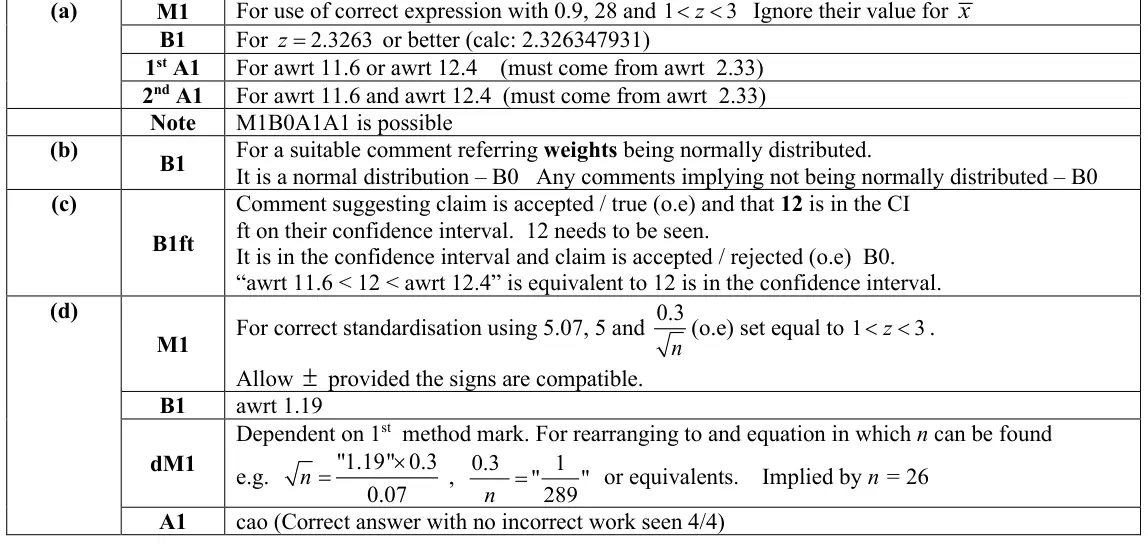 (a) M1 For use of correct expression with 0.9, 28 and 1 < z < 3 Ignore their value for x̄
B1 For z = 2.3263 or better (calc: 2.326347931)
1st A1 For awrt 11.6 or awrt 12.4 (must come from awrt 2.33)
2nd A1 For awrt 11.6 and awrt 12.4 (must come from awrt 2.33)
Note M1B0A1A1 is possible
(b) B1 For a suitable comment referring weights being normally distributed.
It is a normal distribution – B0 Any comments implying not being normally distributed – B0
(c) B1ft Comment suggesting claim is accepted / true (o.e) and that 12 is in the CI
ft on their confidence interval. 12 needs to be seen.
It is in the confidence interval and claim is accepted / rejected (o.e) B0.
“awrt 11.6 < 12 < awrt 12.4” is equivalent to 12 is in the confidence interval.
(d) M1 For correct standardisation using 5.07, 5 and 0.3/√n (o.e) set equal to 1 < z < 3.
Allow ± provided the signs are compatible.
B1 awrt 1.19
dM1 Dependent on 1st method mark. For rearranging to and equation in which n can be found
e.g. √n = "1.19"×0.3/0.07 , 0.3/n = "1/289" or equivalents. Implied by n = 26
A1 cao (Correct answer with no incorrect work seen 4/4)